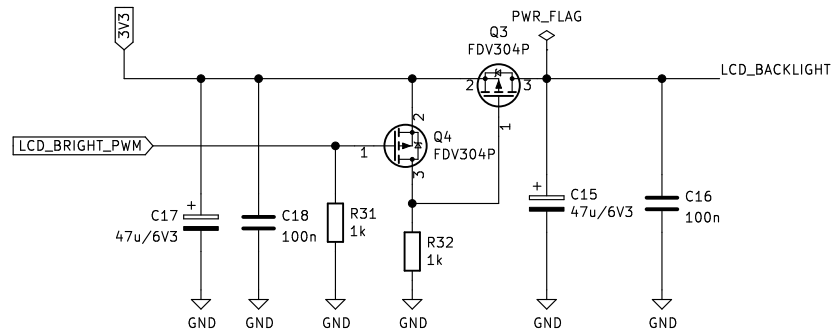 3V3
PWR_FLAG
Q3
FDV304P
2
3
1
LCD_BACKLIGHT
LCD_BRIGHT_PWM
1
2
3
Q4
FDV304P
C17
47u/6V3
+
C18
100n
R31
1k
R32
1k
+
C15
47u/6V3
C16
100n
GND
GND
GND
GND
GND
GND